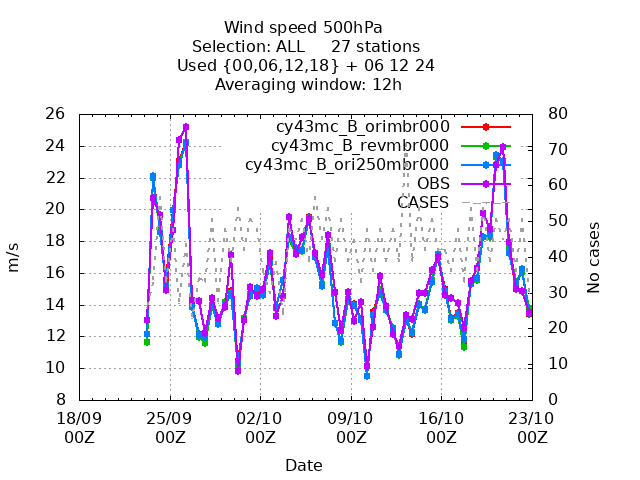 Wind speed 500hPa
Selection: ALL 27 stations
Used {00,06,12,18} + 06 12 24
Averaging window: 12h
cy43mc_B_orimbr000
cy43mc_B_revmbr000
cy43mc_B_ori250mbr000
OBS
CASES
m/s
26
24
22
20
18
16
14
12
10
8
No cases
80
70
60
50
40
30
20
10
0
18/09 25/09 02/10 09/10 16/10 23/10
00Z 00Z 00Z 00Z 00Z 00Z
Date